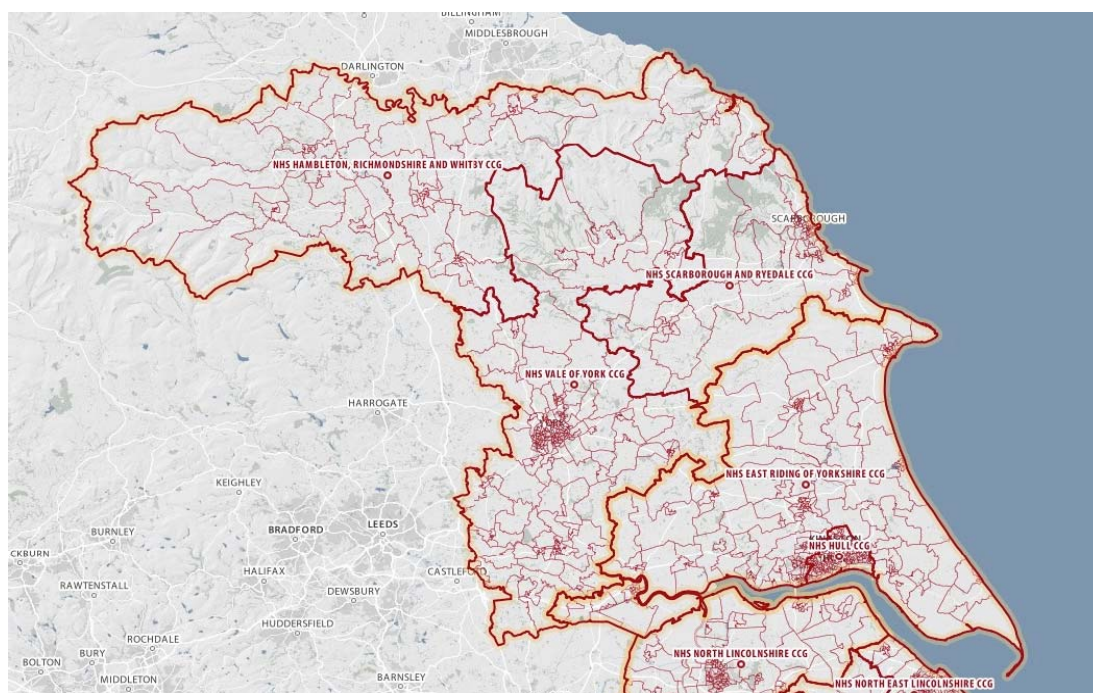 BILLINGHAM
MIDDLESBROUGH
DARLINGTON
NHS HAMBLETON, RICHMONDSHIRE AND WHITBY CCG
SCARBOROUGH
NHS SCARBOROUGH AND RYEDALE CCG
NHS VALE OF YORK CCG
HARROGATE
YORK
NHS EAST RIDING OF YORKSHIRE CCG
KEIGHLEY
BRADFORD
LEEDS
BURNLEY
NHS HULL CCG
CKBURN
HALIFAX
CASTLEFORD
RAWTENSTALL
DEWSBURY
HUDDERSFIELD
ROCHDALE
BURY
NHS NORTH LINCOLNSHIRE CCG
BOLTON
MIDDLETON
BARNSLEY
NHS NORTH EAST LINCOLNSHIRE CCG